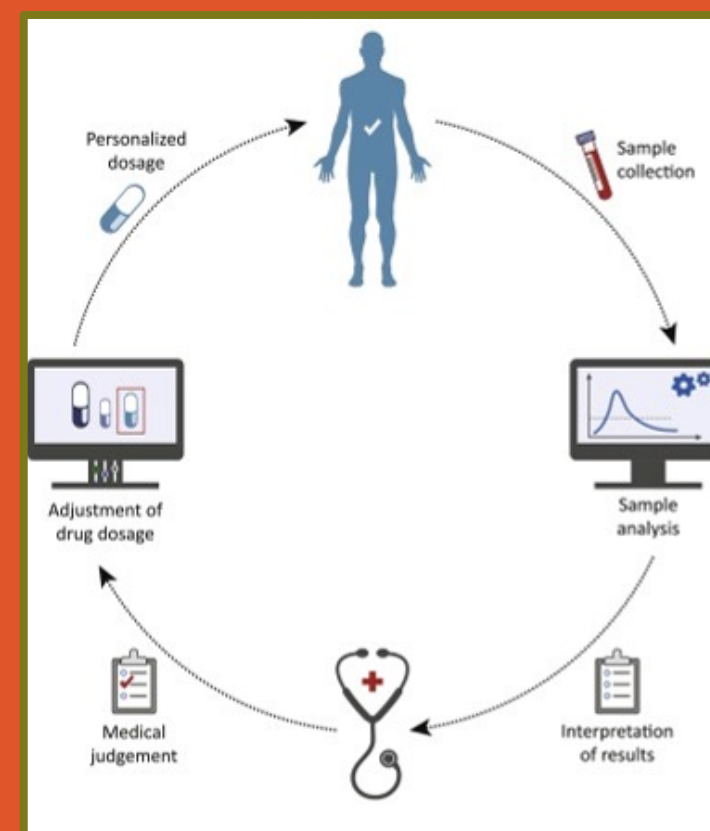 Personalized
dosage
Sample
collection
Sample
analysis
Interpretation
of results
Medical
judgement
Adjustment of
drug dosage